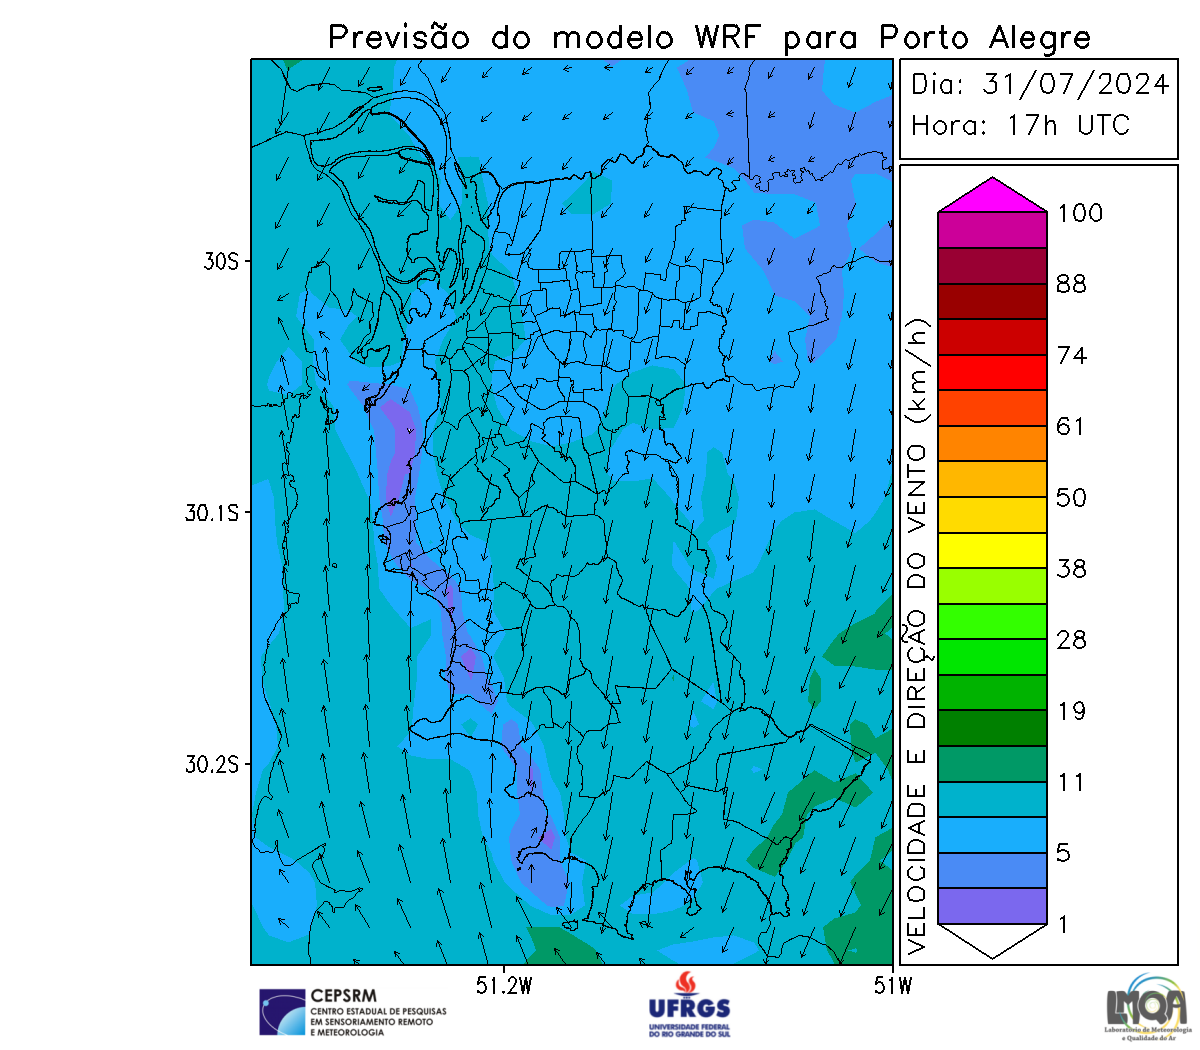 Previsão do modelo WRF para Porto Alegre
Dia: 31/07/2024
Hora: 17h UTC
30S
30.1S
30.2S
51.2W
51W
VELOCIDADE E DIREÇÃO DO VENTO (km/h)
100
88
74
61
50
38
28
19
11
5
1
CEPSRM
CENTRO ESTADUAL DE PESQUISAS
EM SENSORIAMENTO REMOTO
E METEOROLOGIA
UFRGS
UNIVERSIDADE FEDERAL
DO RIO GRANDE DO SUL
LMQA
Laboratório de Meteorologia
e Qualidade do Ar